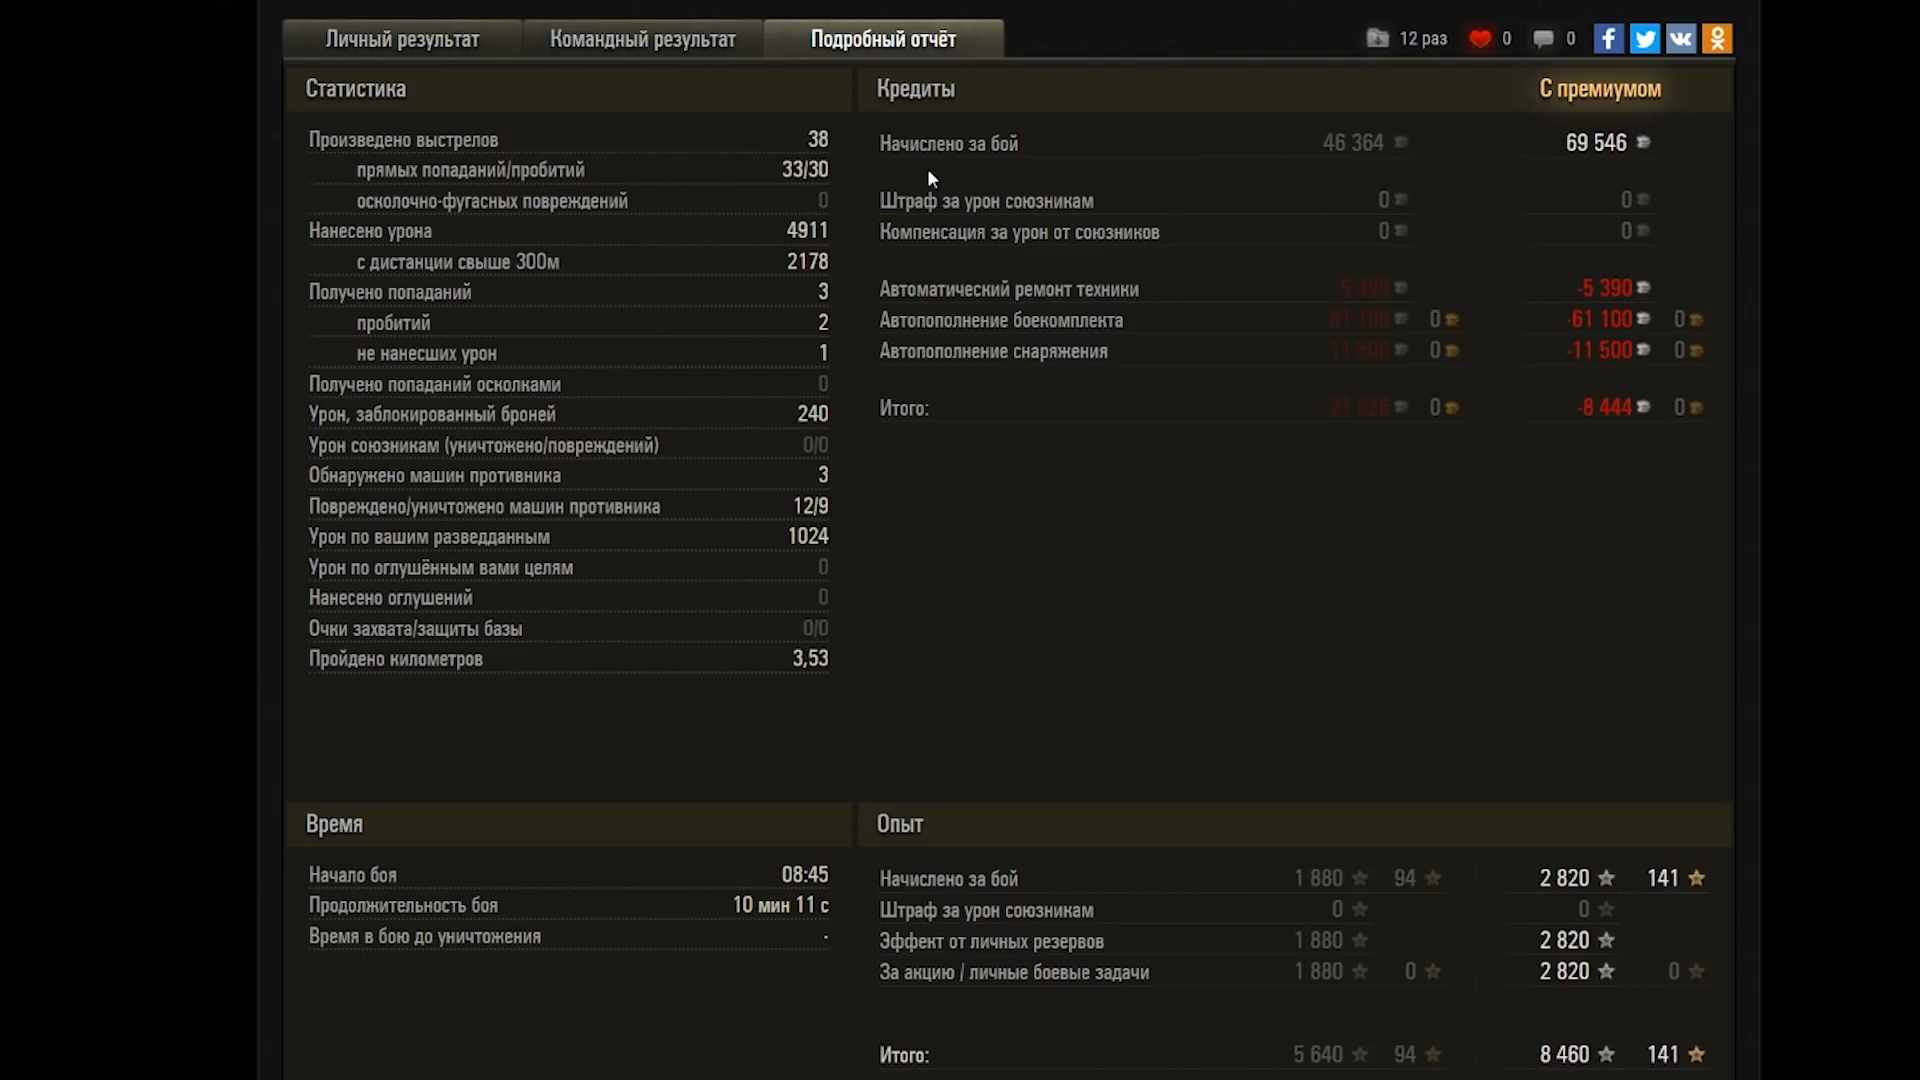 Личный результат Командный результат Подробный отчёт 12 раз 0 0
Статистика
Произведено выстрелов 38
прямых попаданий/пробитий 33/30
осколочно-фугасных повреждений 0
Нанесено урона 4911
с дистанции свыше 300м 2178
Получено попаданий 3
пробитий 2
не нанесших урон 1
Получено попаданий осколками 0
Урон, заблокированный броней 240
Урон союзникам (уничтожено/повреждений) 0/0
Обнаружено машин противника 3
Повреждено/уничтожено машин противника 12/9
Урон по вашим разведданным 1024
Урон по оглушённым вами целям 0
Нанесено оглушений 0
Очки захвата/защиты базы 0/0
Пройдено километров 3,53
Кредиты С премиумом
Начислено за бой 46 364 69 546
Штраф за урон союзникам 0 0
Компенсация за урон от союзников 0 0
Автоматический ремонт техники -5 390 -5 390
Автопополнение боекомплекта -61 100 0 -61 100 0
Автопополнение снаряжения -11 500 0 -11 500 0
Итого: -31 626 0 -8 444 0
Время
Начало боя 08:45
Продолжительность боя 10 мин 11 с
Время в бою до уничтожения -
Опыт
Начислено за бой 1 880 94 2 820 141
Штраф за урон союзникам 0 0
Эффект от личных резервов 1 880 2 820
За акцию / личные боевые задачи 1 880 0 2 820 0
Итого: 5 640 94 8 460 141